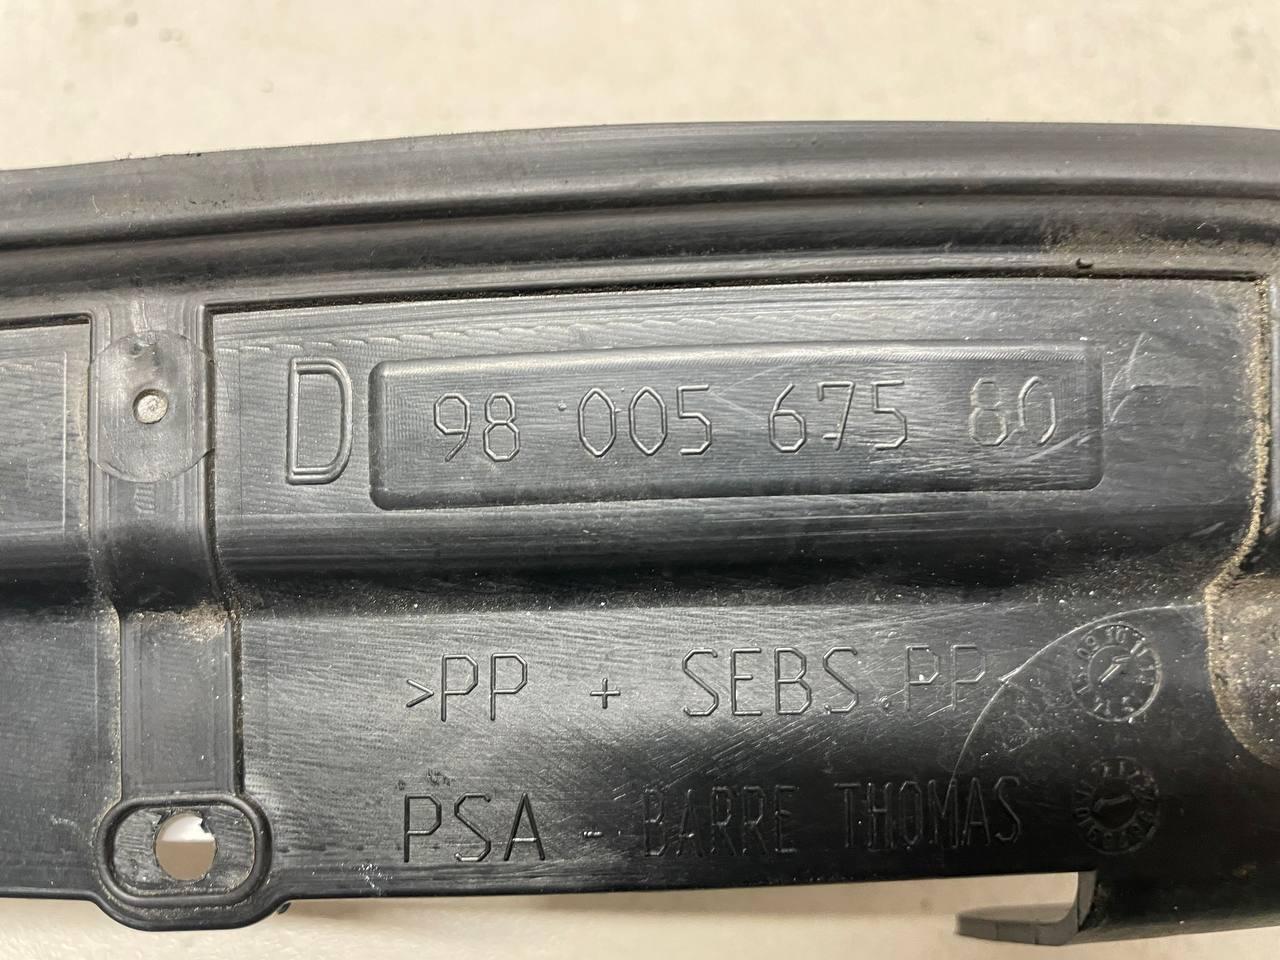 D 98 005 675 80
>PP + SEBS.PP
PSA - BARRE THOMAS